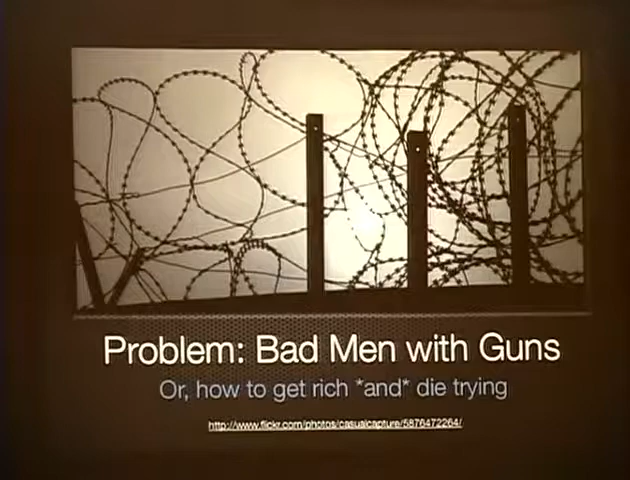 Problem: Bad Men with Guns
Or, how to get rich *and* die trying
http://www.flickr.com/photos/casualcapture/5876472264/